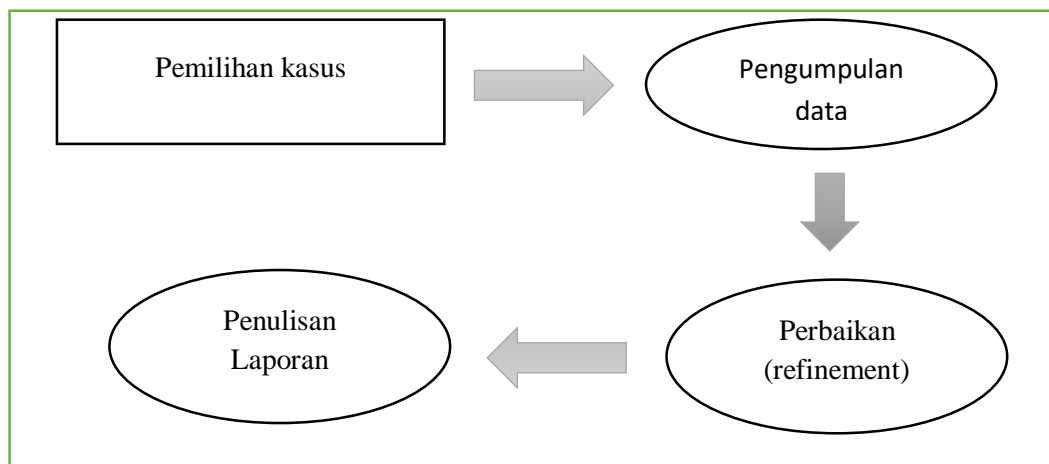 Pemilihan kasus
Pengumpulan
data
Perbaikan
(refinement)
Penulisan
Laporan